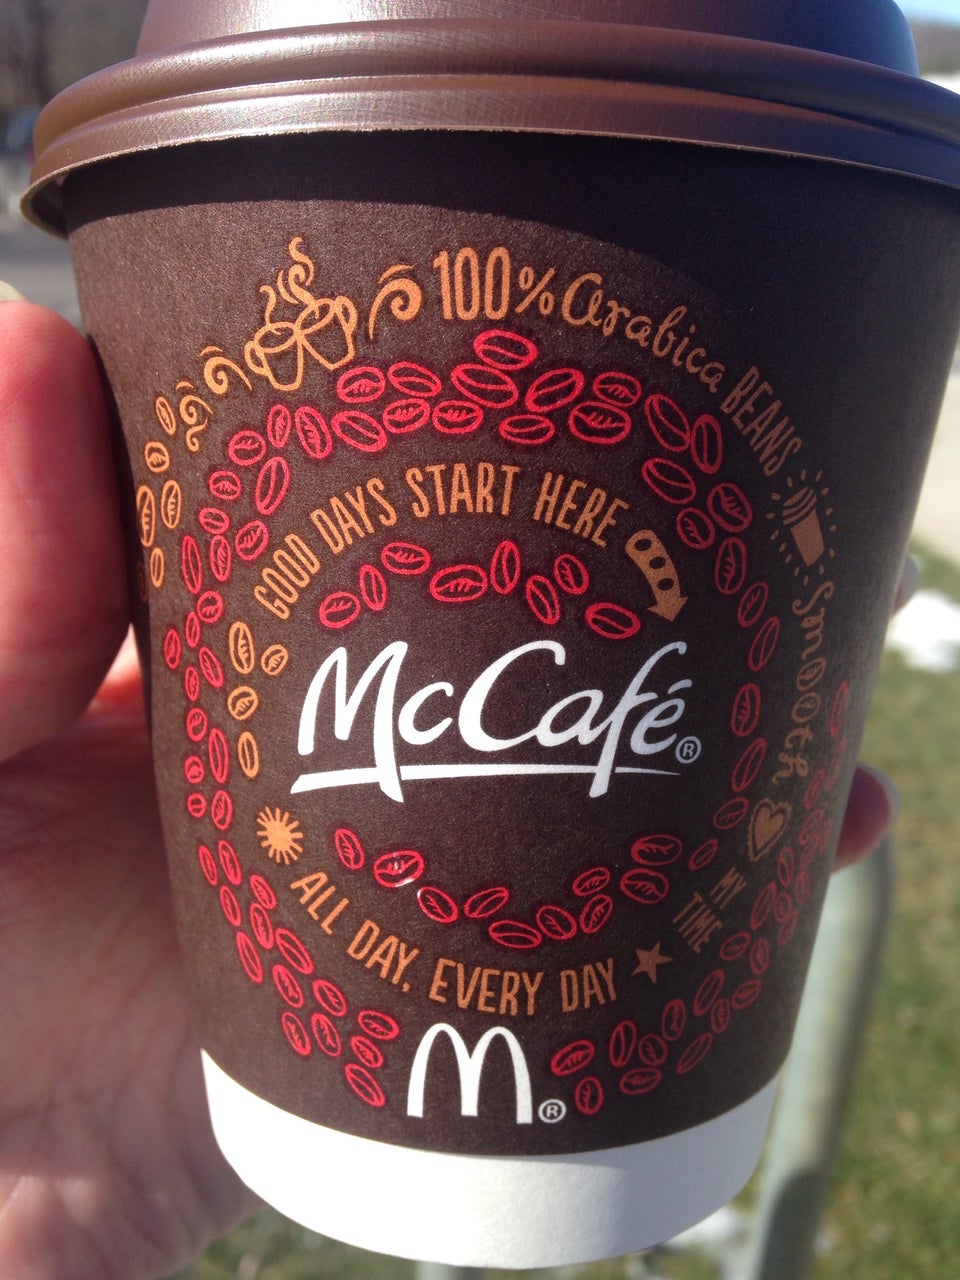 100% Arabica BEANS
Smooth
MY TIME
GOOD DAYS START HERE
McCafé®
ALL DAY, EVERY DAY
M®